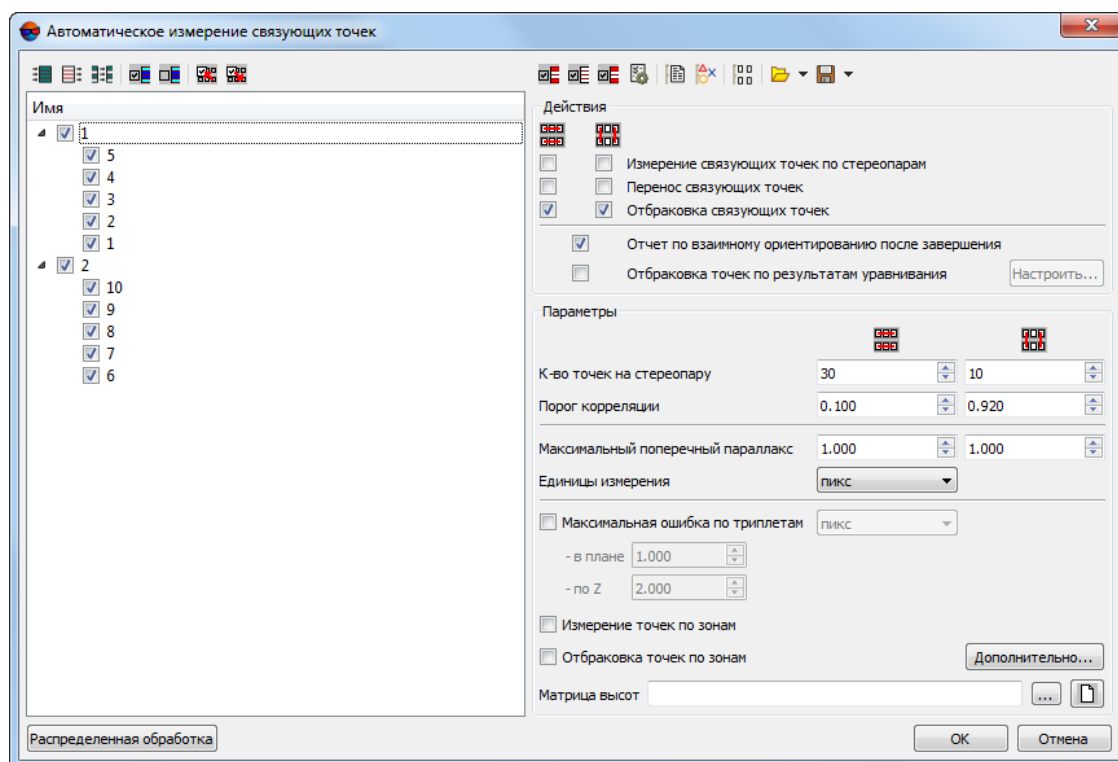 Автоматическое измерение связующих точек
Имя
1
5
4
3
2
1
2
10
9
8
7
6
Распределенная обработка
Действия
Измерение связующих точек по стереопарам
Перенос связующих точек
Отбраковка связующих точек
Отчет по взаимному ориентированию после завершения
Отбраковка точек по результатам уравнивания Настроить...
Параметры
К-во точек на стереопару 30 10
Порог корреляции 0.100 0.920
Максимальный поперечный параллакс 1.000 1.000
Единицы измерения пикс
Максимальная ошибка по триплетам пикс
- в плане 1.000
- по Z 2.000
Измерение точек по зонам
Отбраковка точек по зонам Дополнительно...
Матрица высот ...
OK Отмена